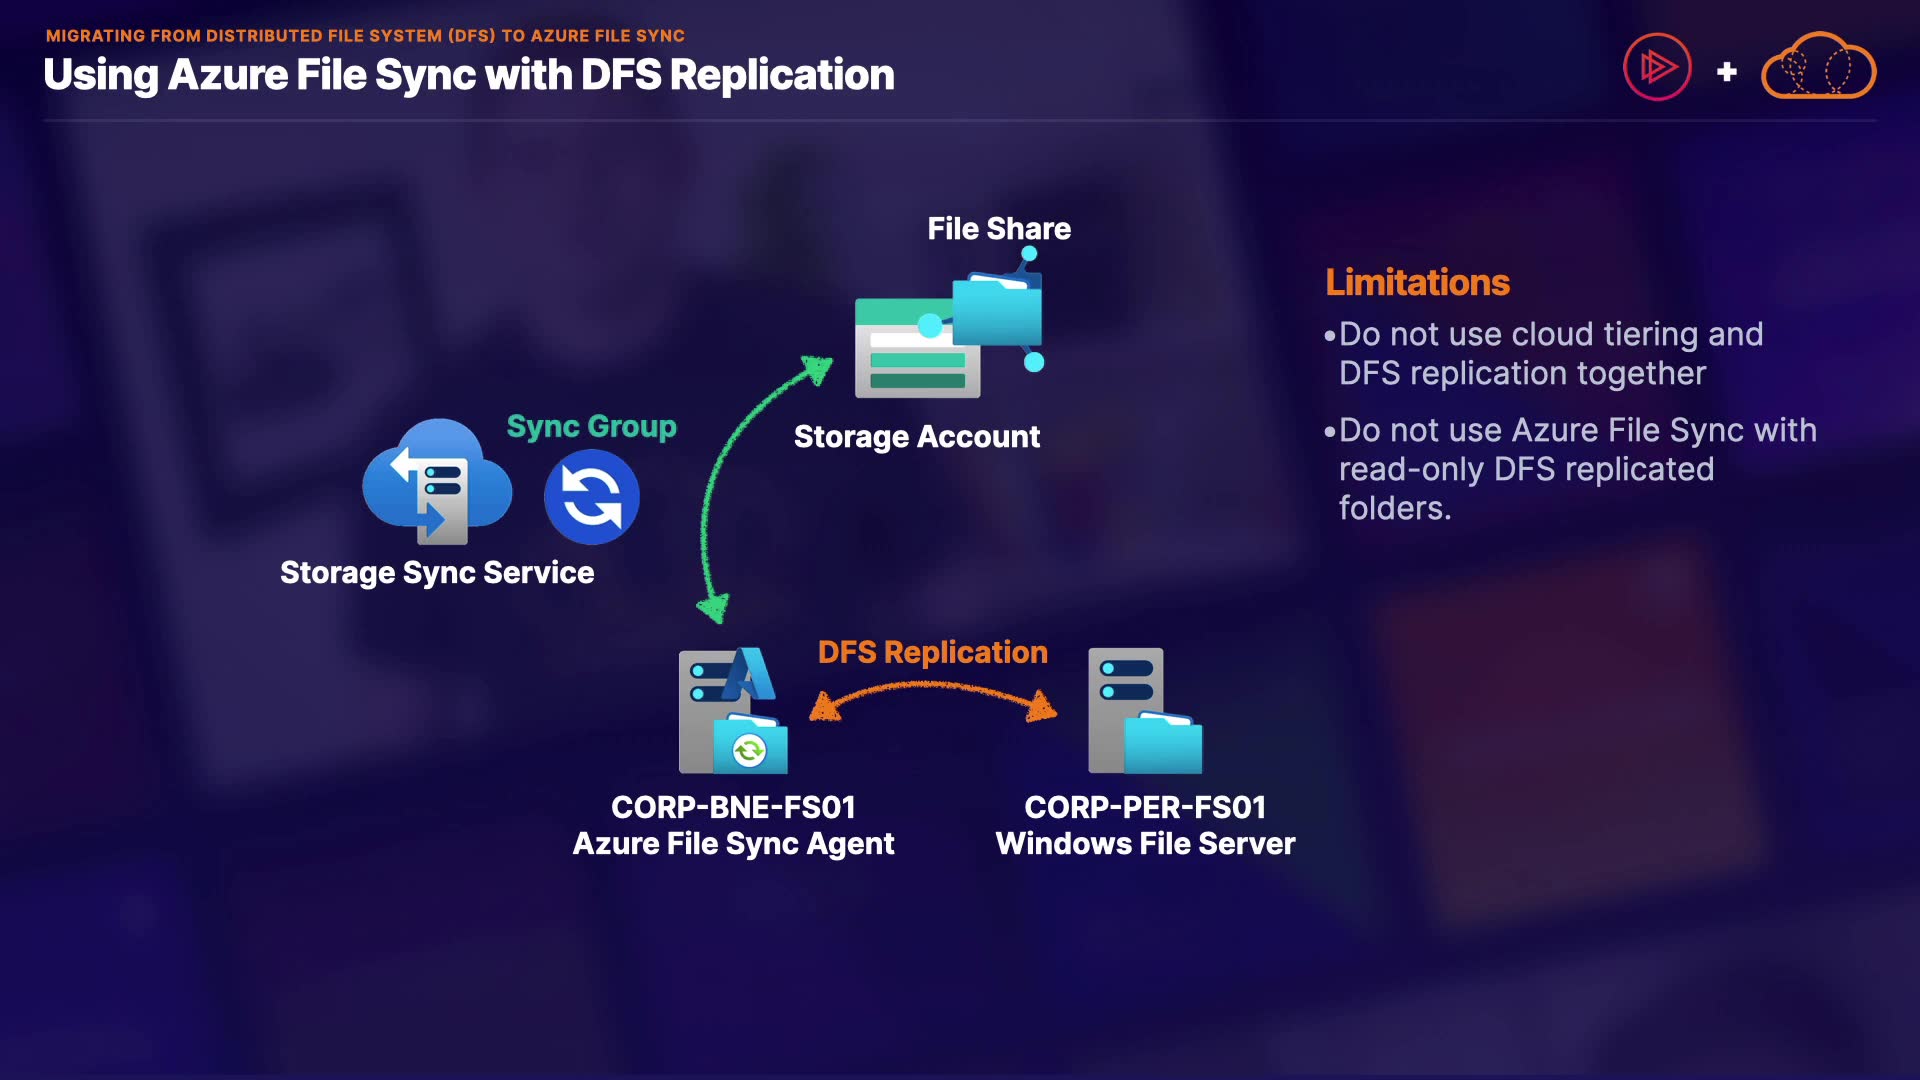 MIGRATING FROM DISTRIBUTED FILE SYSTEM (DFS) TO AZURE FILE SYNC
Using Azure File Sync with DFS Replication
File Share
Storage Account
Sync Group
Storage Sync Service
DFS Replication
CORP-BNE-FS01
Azure File Sync Agent
CORP-PER-FS01
Windows File Server
Limitations
•Do not use cloud tiering and
DFS replication together
•Do not use Azure File Sync with
read-only DFS replicated
folders.